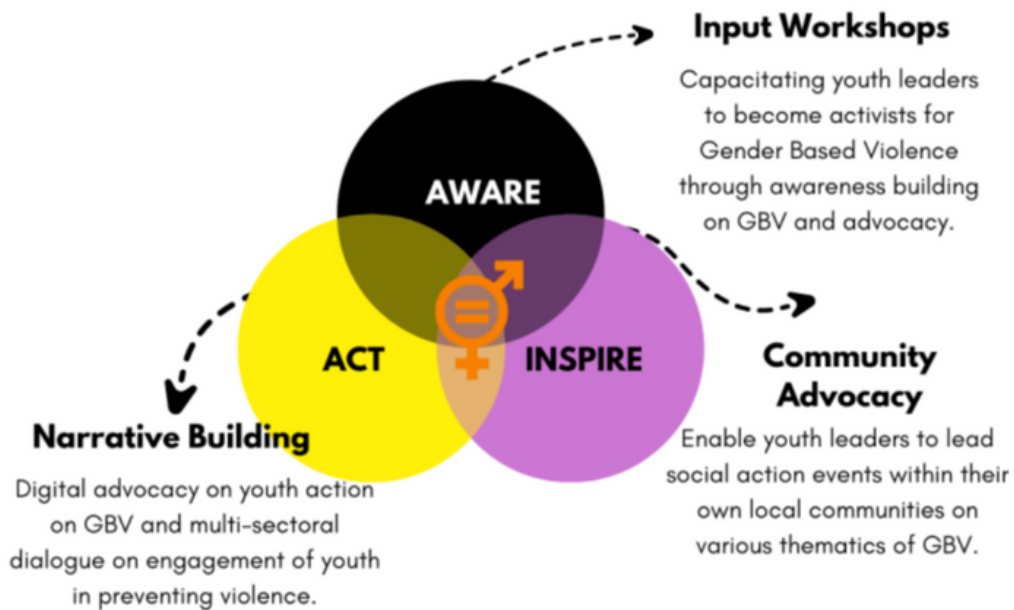 Input Workshops
Capacitating youth leaders
to become activists for
Gender Based Violence
through awareness building
on GBV and advocacy.
AWARE
ACT
INSPIRE
Community
Advocacy
Enable youth leaders to lead
social action events within their
own local communities on
various thematics of GBV.
Narrative Building
Digital advocacy on youth action
on GBV and multi-sectoral
dialogue on engagement of youth
in preventing violence.